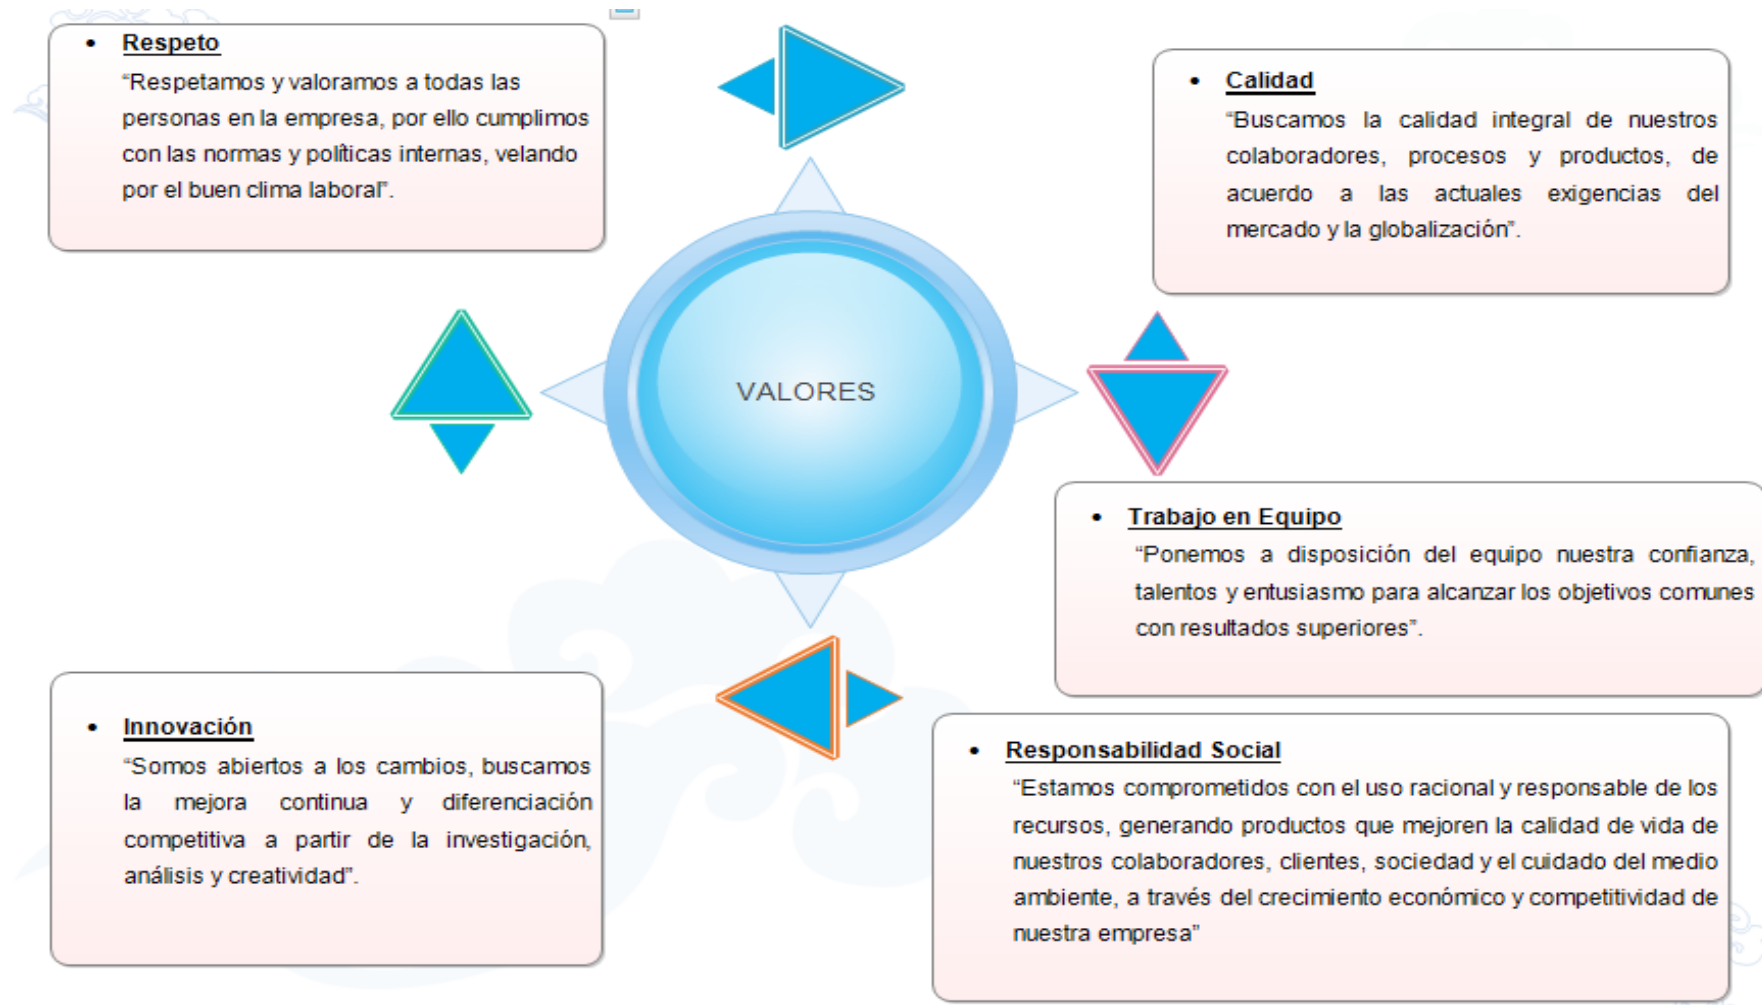 • Respeto
“Respetamos y valoramos a todas las
personas en la empresa, por ello cumplimos
con las normas y políticas internas, velando
por el buen clima laboral”.
• Calidad
“Buscamos la calidad integral de nuestros
colaboradores, procesos y productos, de
acuerdo a las actuales exigencias del
mercado y la globalización”.
VALORES
• Trabajo en Equipo
“Ponemos a disposición del equipo nuestra confianza,
talentos y entusiasmo para alcanzar los objetivos comunes
con resultados superiores”.
• Innovación
“Somos abiertos a los cambios, buscamos
la mejora continua y diferenciación
competitiva a partir de la investigación,
análisis y creatividad”.
• Responsabilidad Social
“Estamos comprometidos con el uso racional y responsable de los
recursos, generando productos que mejoren la calidad de vida de
nuestros colaboradores, clientes, sociedad y el cuidado del medio
ambiente, a través del crecimiento económico y competitividad de
nuestra empresa”